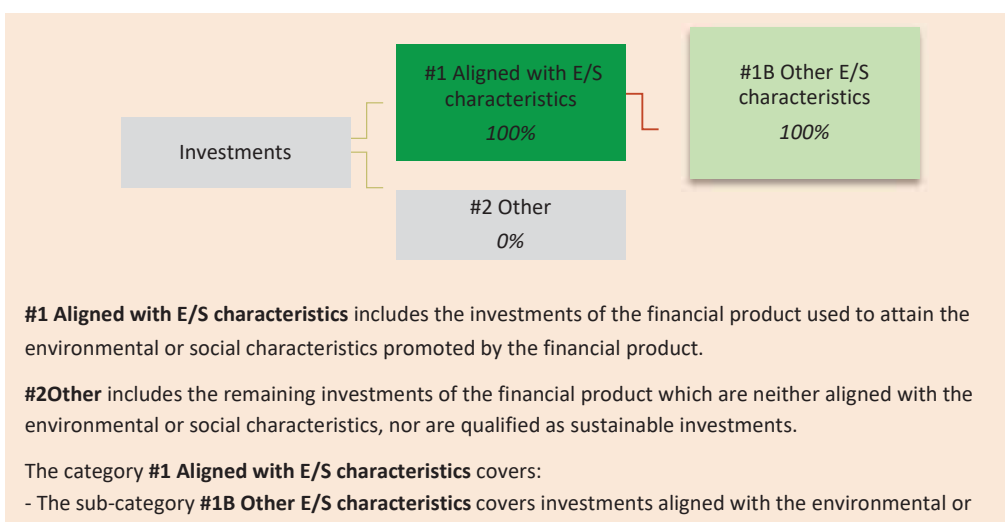 #1 Aligned with E/S
characteristics
100%
#1B Other E/S
characteristics
100%
Investments
#2 Other
0%
#1 Aligned with E/S characteristics includes the investments of the financial product used to attain the
environmental or social characteristics promoted by the financial product.
#2Other includes the remaining investments of the financial product which are neither aligned with the
environmental or social characteristics, nor are qualified as sustainable investments.
The category #1 Aligned with E/S characteristics covers:
- The sub-category #1B Other E/S characteristics covers investments aligned with the environmental or